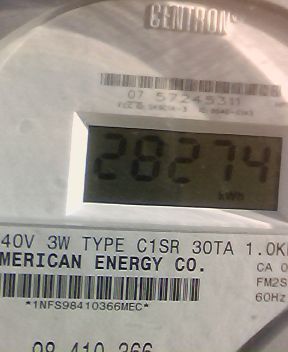 CENTRON®
07 57245311
28274
kWh
40V 3W TYPE C1SR 30TA 1.0K
MERICAN ENERGY CO.
CA 0
FM2S
60Hz
*1NFS98410366MEC*
98 410 366